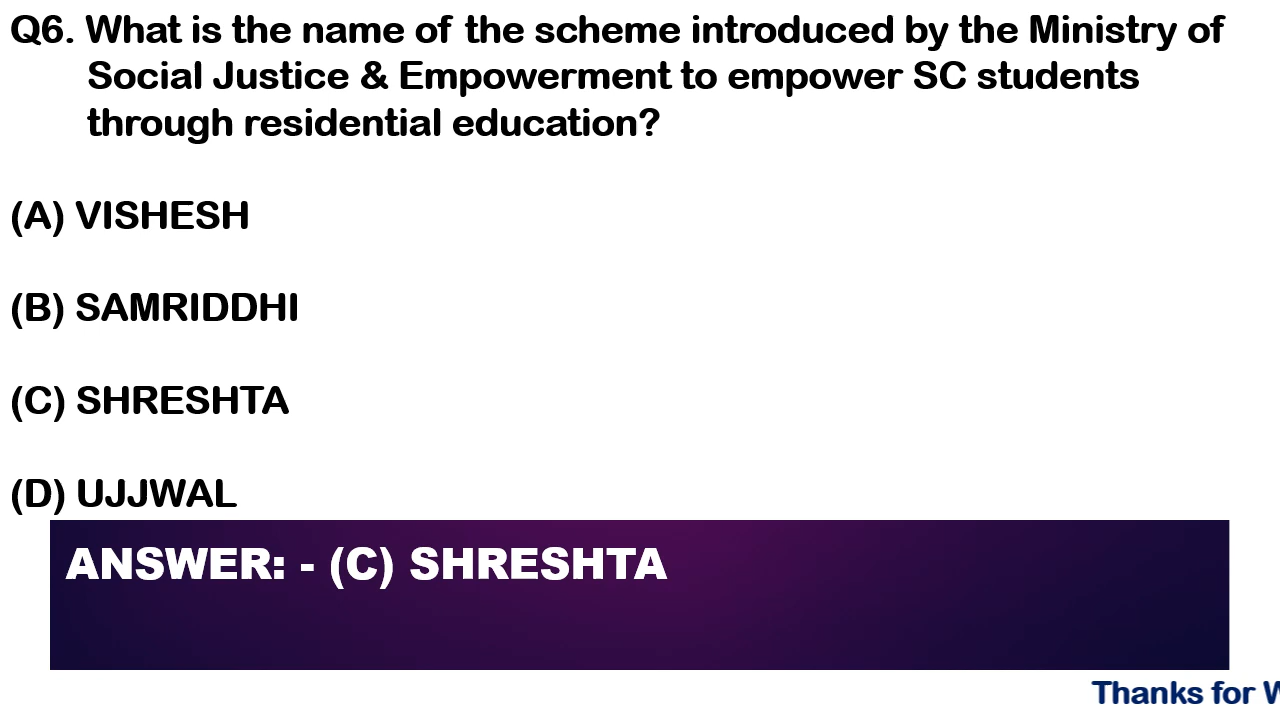 Q6. What is the name of the scheme introduced by the Ministry of
Social Justice & Empowerment to empower SC students
through residential education?
(A) VISHESH
(B) SAMRIDDHI
(C) SHRESHTA
(D) UJJWAL
ANSWER: - (C) SHRESHTA
Thanks for